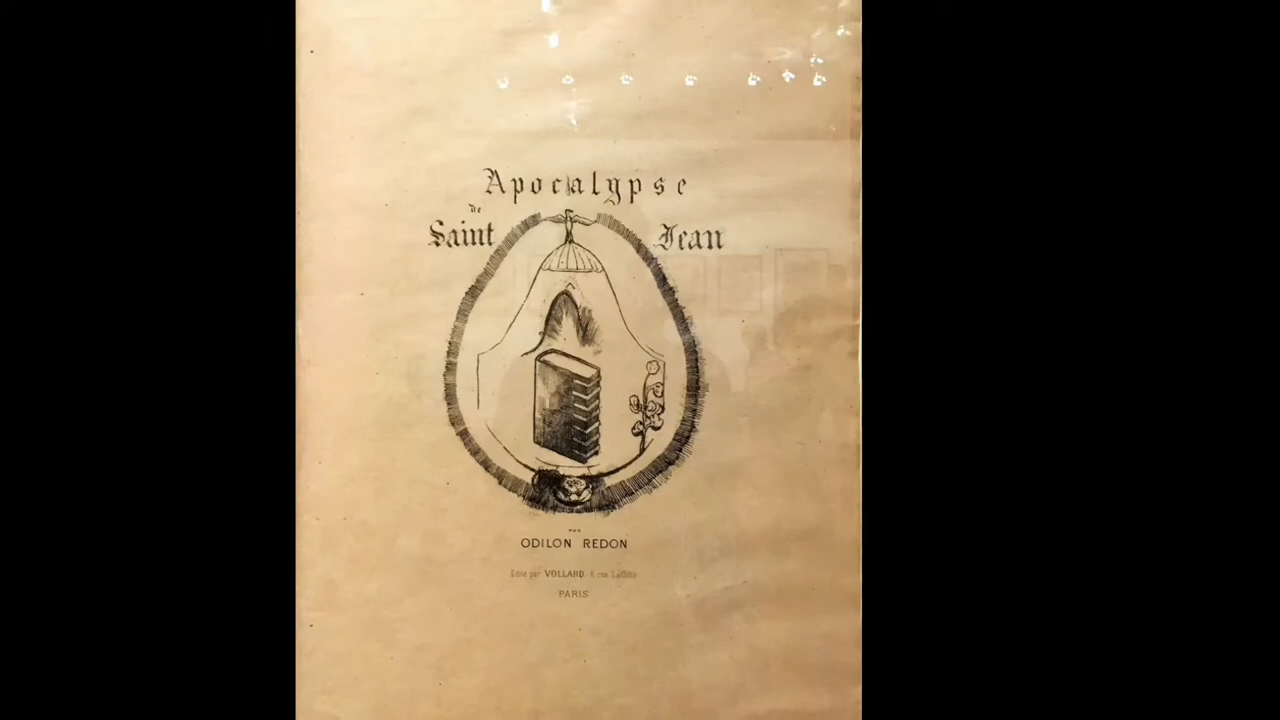 Apocalypse
de
Saint Jean
PAR
ODILON REDON
Édité par VOLLARD, 6, rue Laffitte
PARIS